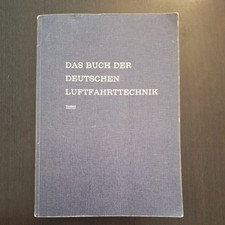 DAS BUCH DER
DEUTSCHEN
LUFTFAHRTTECHNIK